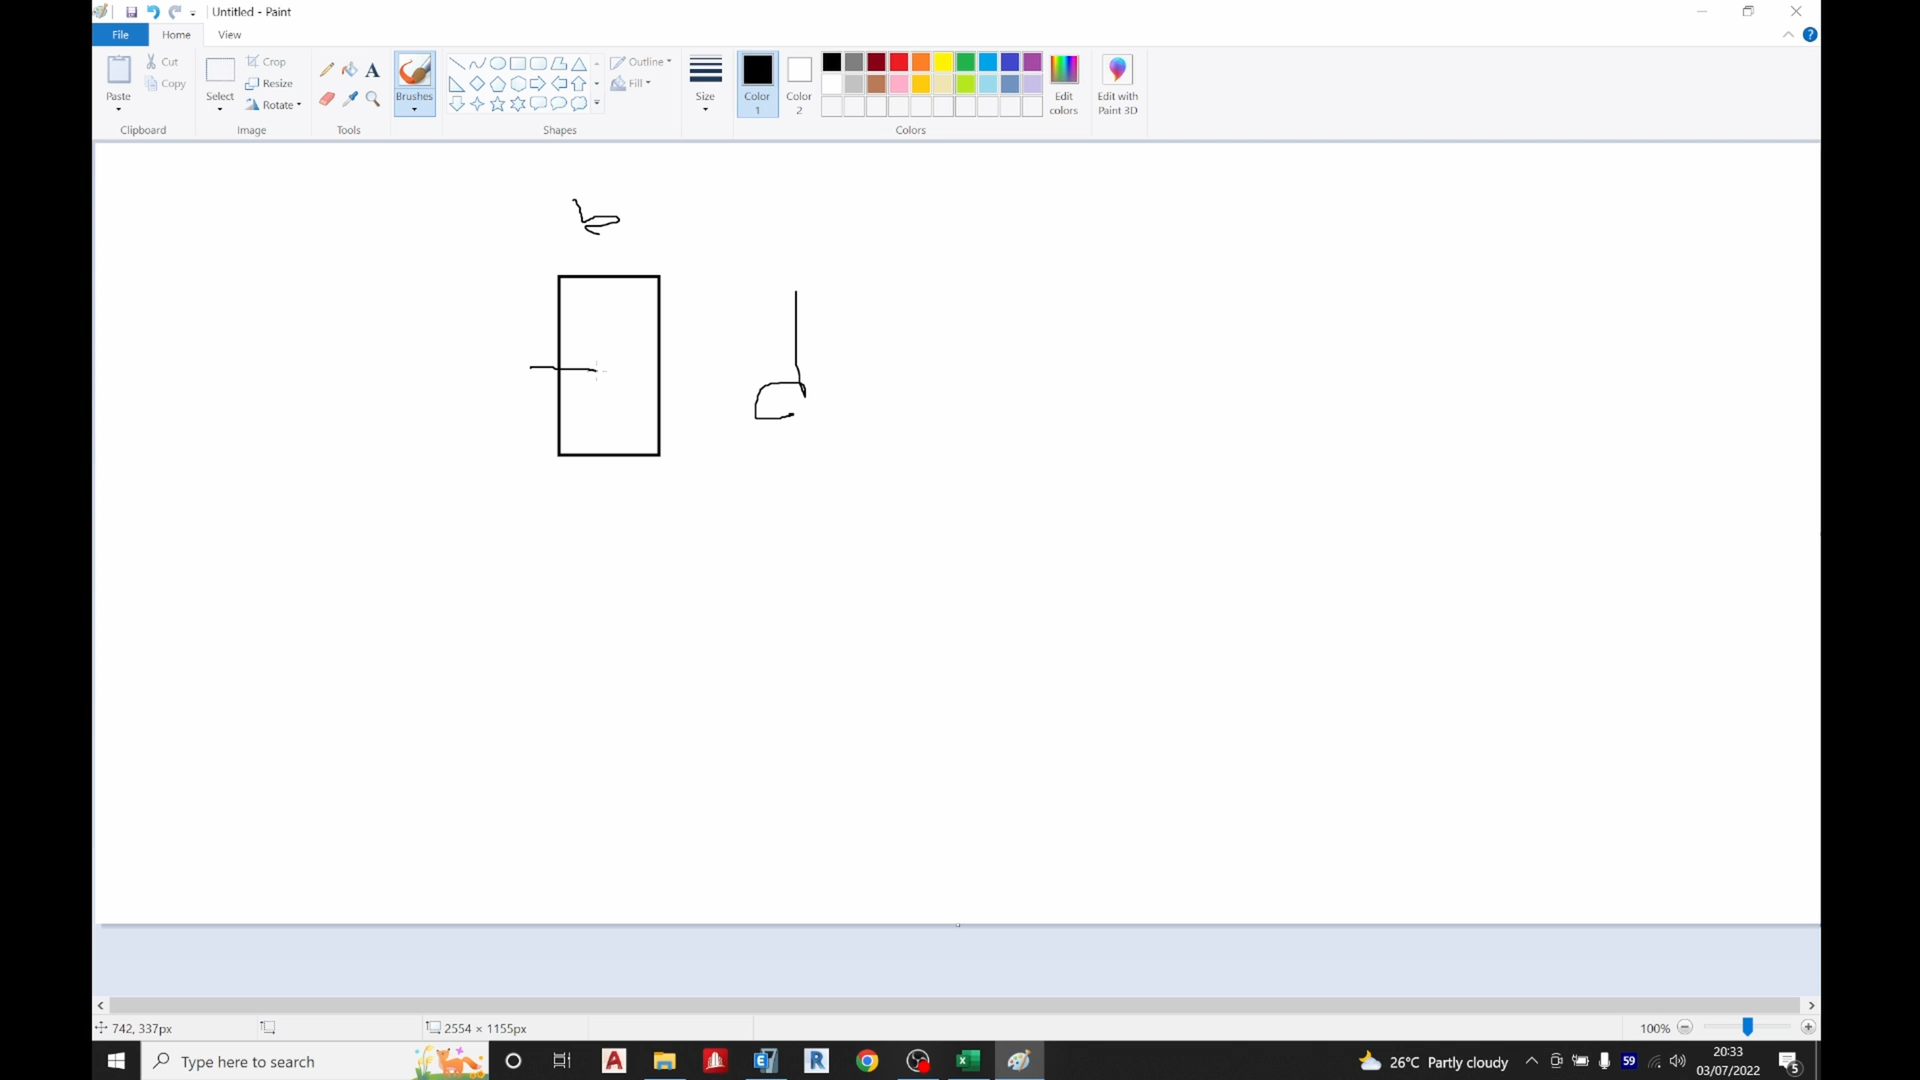 Untitled - Paint
File Home View
Paste
Cut
Copy
Clipboard
Select
Crop
Resize
Rotate
Image
A
Tools
Brushes
Shapes
Outline
Fill
Size
Color 1
Color 2
Colors
Edit colors
Edit with Paint 3D
b
d
742, 337px
2554 × 1155px
100%
Type here to search
26°C Partly cloudy
59
20:33
03/07/2022
5